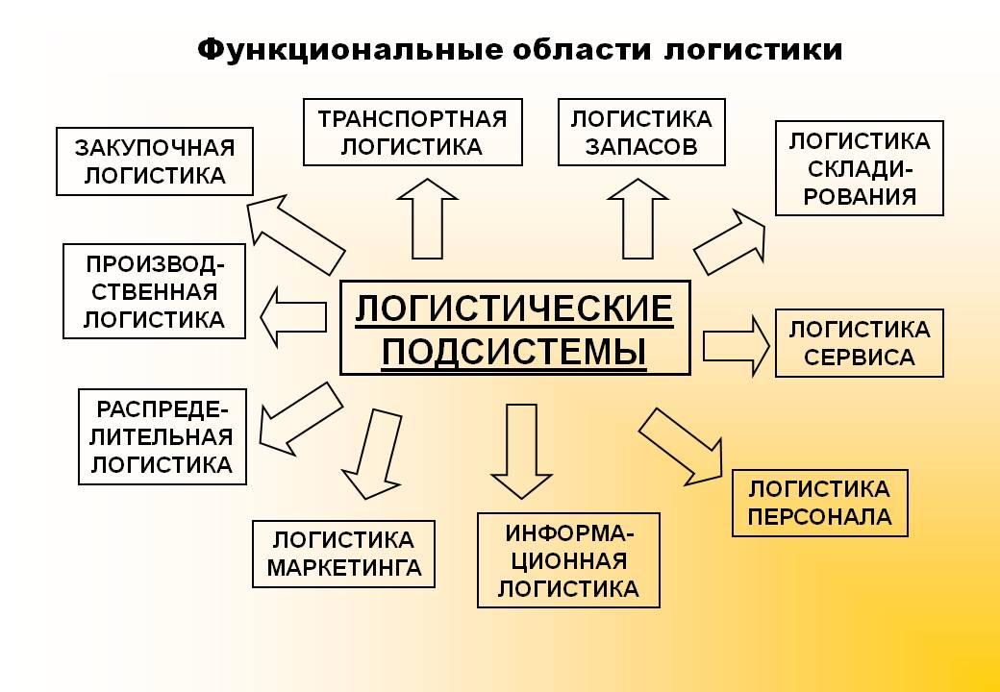 Функциональные области логистики
ТРАНСПОРТНАЯ
ЛОГИСТИКА
ЛОГИСТИКА
ЗАПАСОВ
ЗАКУПОЧНАЯ
ЛОГИСТИКА
ЛОГИСТИКА
СКЛАДИ-
РОВАНИЯ
ПРОИЗВОД-
СТВЕННАЯ
ЛОГИСТИКА
ЛОГИСТИЧЕСКИЕ
ПОДСИСТЕМЫ
ЛОГИСТИКА
СЕРВИСА
РАСПРЕДЕ-
ЛИТЕЛЬНАЯ
ЛОГИСТИКА
ЛОГИСТИКА
ПЕРСОНАЛА
ЛОГИСТИКА
МАРКЕТИНГА
ИНФОРМА-
ЦИОННАЯ
ЛОГИСТИКА